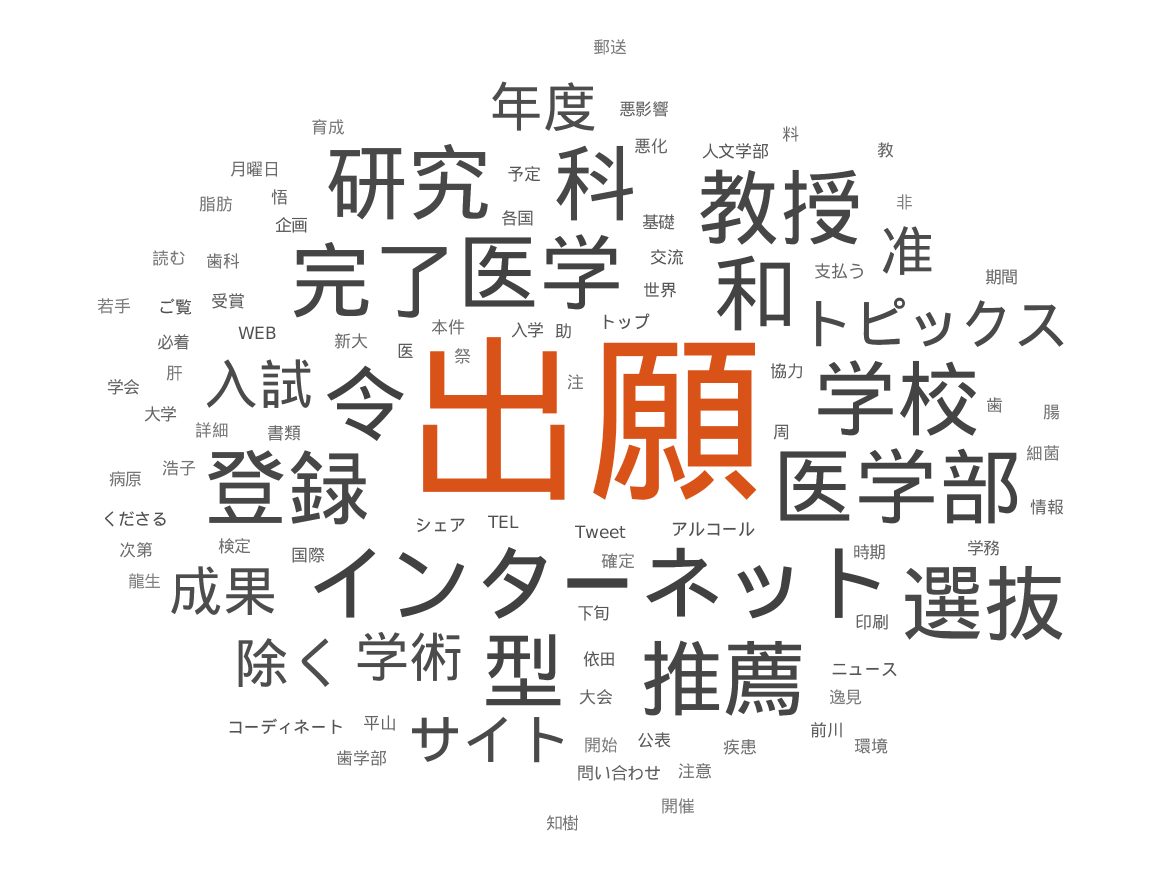 郵送
年度
悪影響
育成
料
悪化
人文学部
教
研究
科
予定
月曜日
教授
悟
脂肪
非
各国
基礎
企画
准
完了
医学
交流
和
読む
歯科
支払う
期間
世界
若手
ご覧
受賞
トピックス
トップ
本件
入学
助
WEB
新大
必着
医
祭
出願
肝
協力
注
学会
入試
令
学校
歯
腸
大学
詳細
書類
周
細菌
浩子
病原
登録
医学部
情報
くださる
シェア
TEL
Tweet
アルコール
次第
検定
国際
確定
時期
学務
龍生
成果
インターネット
選抜
下旬
印刷
除く
学術
型
依田
推薦
ニュース
大会
逸見
コーディネート
平山
サイト
前川
開始
公表
疾患
環境
歯学部
問い合わせ
注意
開催
知樹